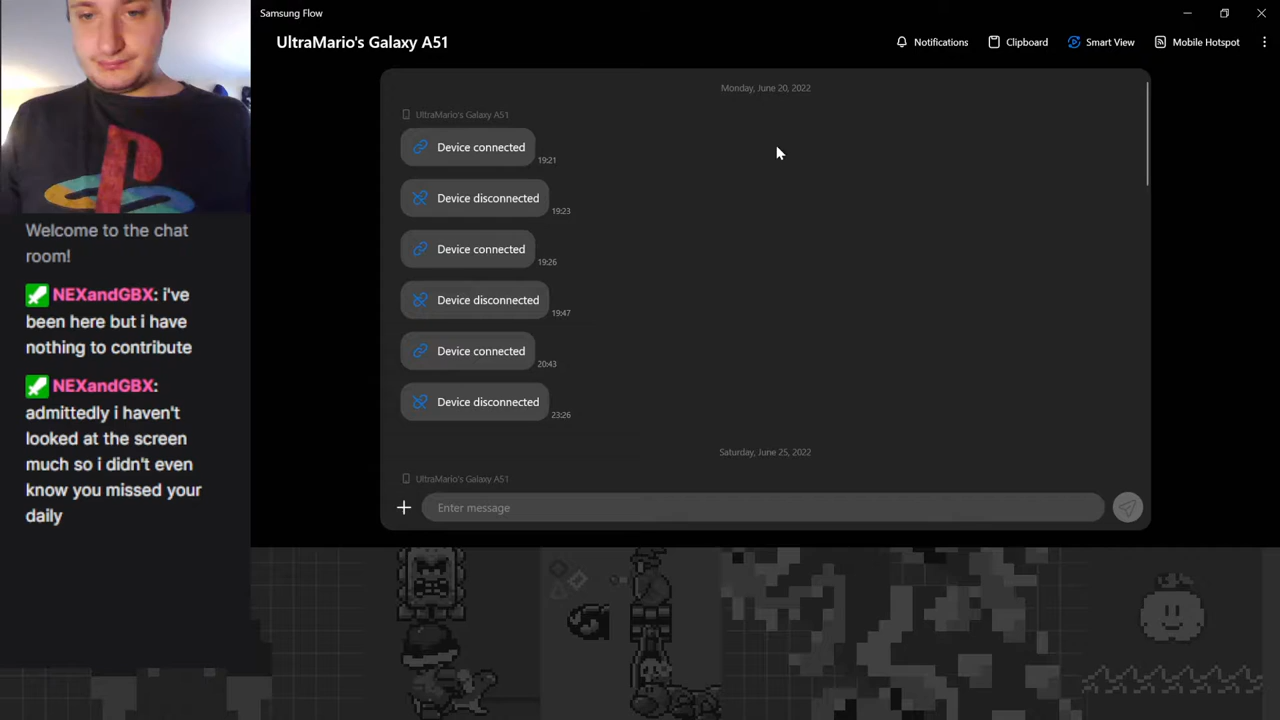 Samsung Flow
UltraMario's Galaxy A51
Notifications
Clipboard
Smart View
Mobile Hotspot
Monday, June 20, 2022
UltraMario's Galaxy A51
Device connected
19:21
Device disconnected
19:23
Device connected
19:26
Device disconnected
19:47
Device connected
20:43
Device disconnected
23:26
Saturday, June 25, 2022
UltraMario's Galaxy A51
Enter message
Welcome to the chat
room!
NEXandGBX: i've
been here but i have
nothing to contribute
NEXandGBX:
admittedly i haven't
looked at the screen
much so i didn't even
know you missed your
daily